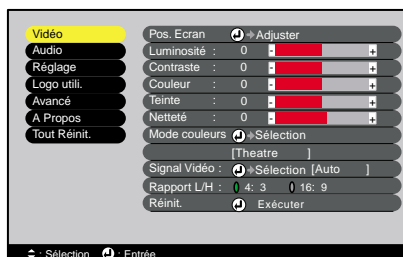 Vidéo
Audio
Réglage
Logo utili.
Avancé
A Propos
Tout Réinit.
Pos. Ecran Adjuster
Luminosité : 0 - +
Contraste : 0 - +
Couleur : 0 - +
Teinte : 0 - +
Netteté : 0 - +
Mode couleurs Sélection
[Theatre ]
Signal Vidéo : Sélection [Auto ]
Rapport L/H : 4: 3 16: 9
Réinit. Exécuter
: Sélection : Entrée